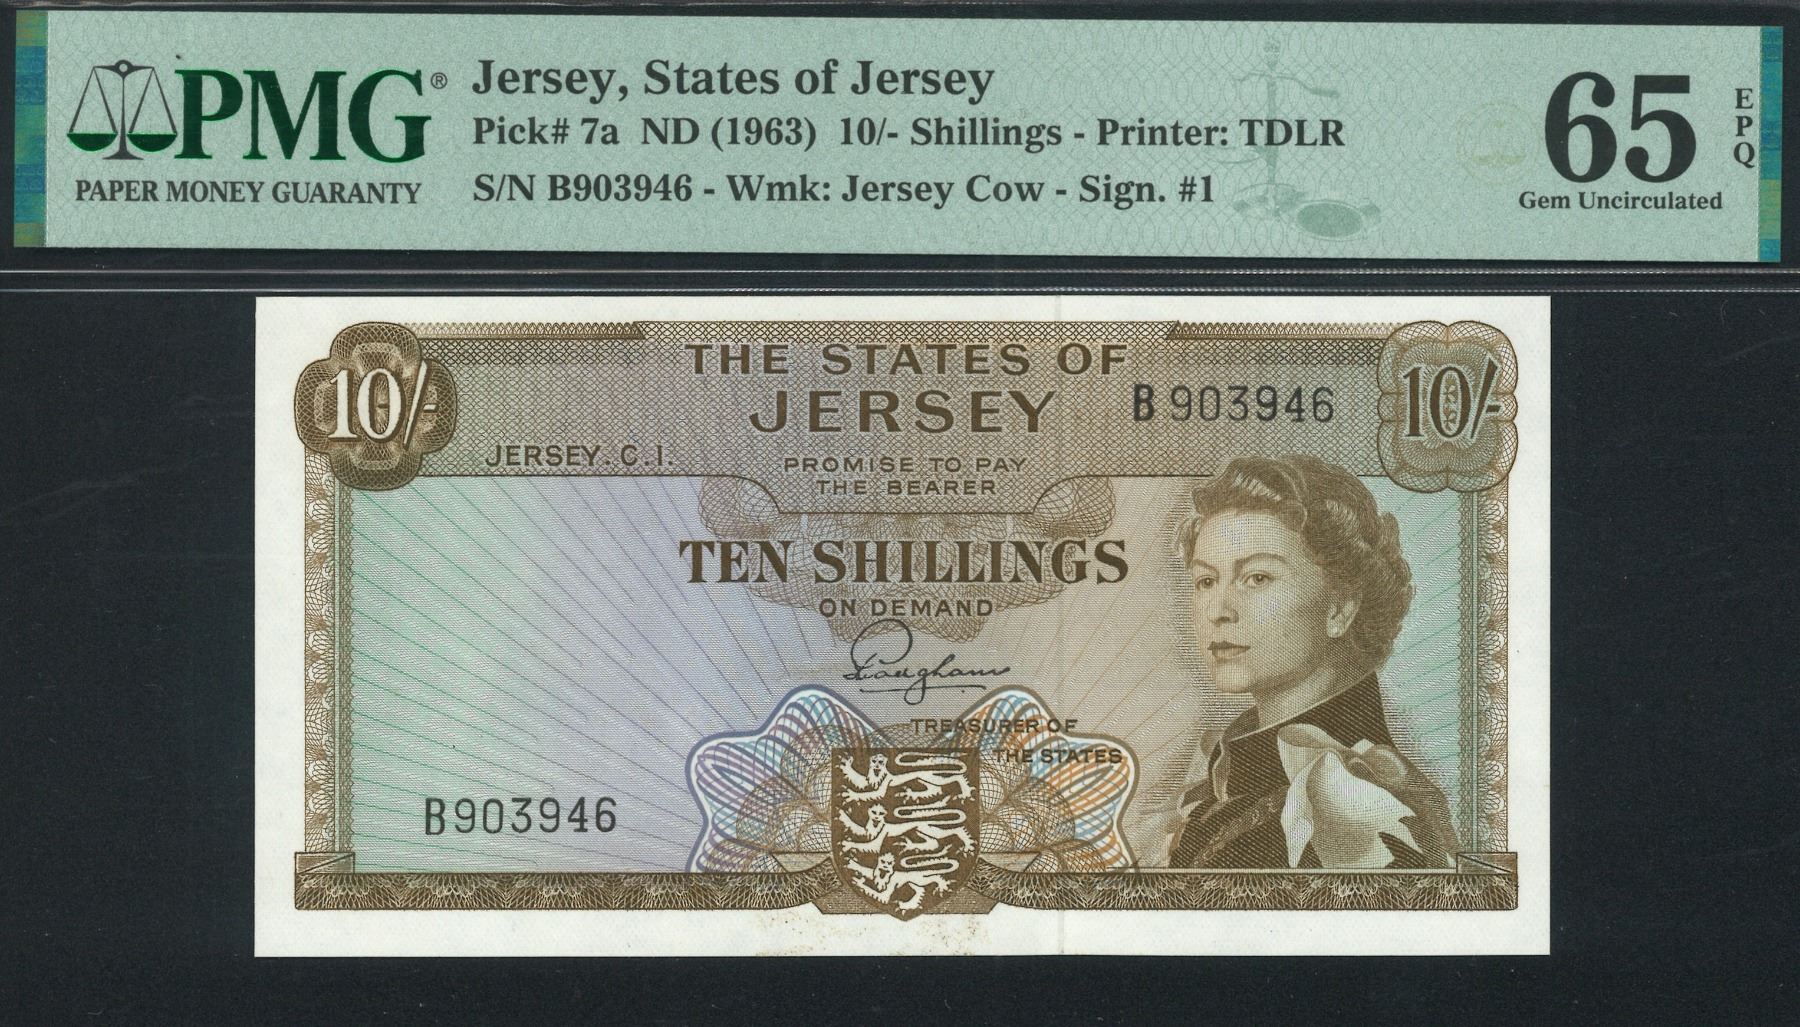 PMG®
PAPER MONEY GUARANTY
Jersey, States of Jersey
Pick# 7a ND (1963) 10/- Shillings - Printer: TDLR
S/N B903946 - Wmk: Jersey Cow - Sign. #1
65
EPQ
Gem Uncirculated
10/-
THE STATES OF
JERSEY
B 903946
10/-
JERSEY. C.I.
PROMISE TO PAY
THE BEARER
TEN SHILLINGS
ON DEMAND
Padgham
TREASURER OF
THE STATES
B903946